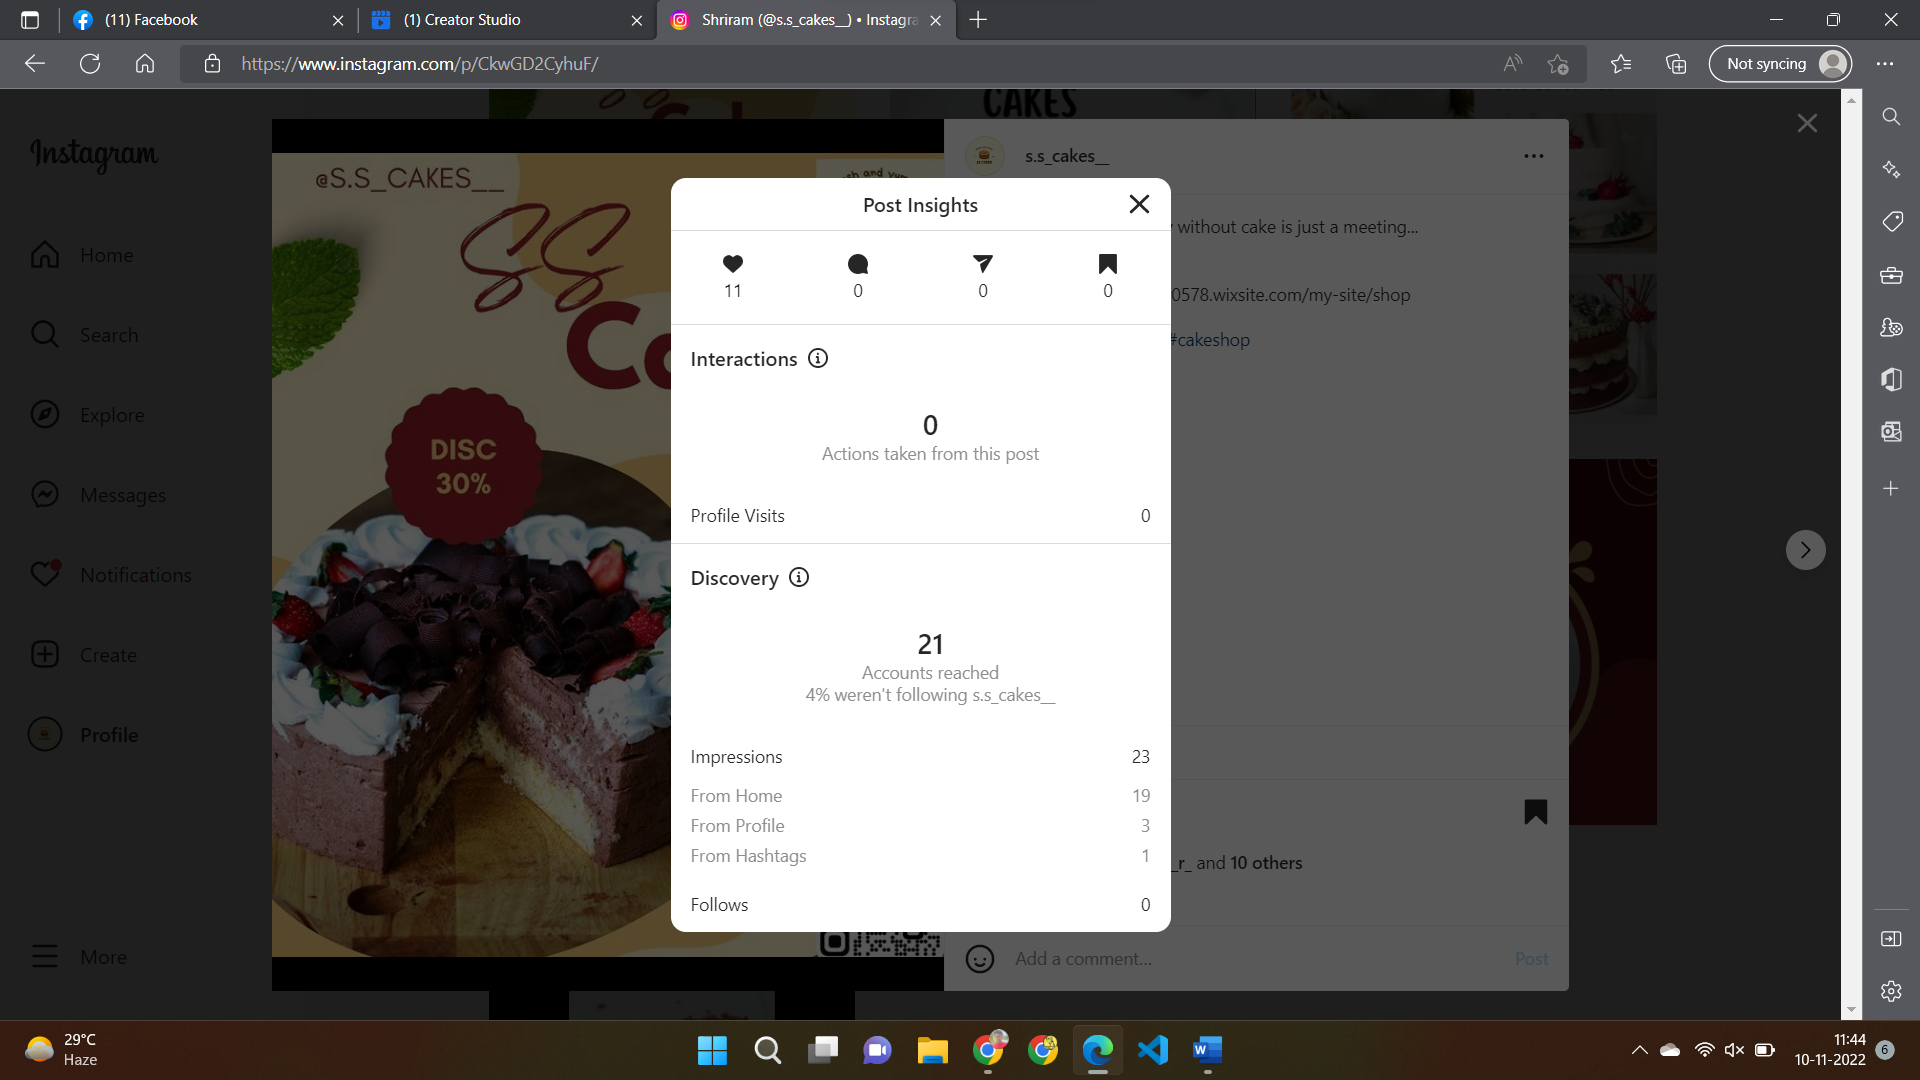 (11) Facebook
(1) Creator Studio
Shriram (@s.s_cakes__) • Instagra
https://www.instagram.com/p/CkwGD2CyhuF/
Not syncing
Instagram
Home
Search
Explore
Messages
Notifications
Create
Profile
More
CAKES
@S.S_CAKES__
SS
DISC
30%
s.s_cakes__
without cake is just a meeting...
0578.wixsite.com/my-site/shop
#cakeshop
_r_ and 10 others
Add a comment...
Post
Post Insights
11
0
0
0
Interactions
0
Actions taken from this post
Profile Visits
0
Discovery
21
Accounts reached
4% weren't following s.s_cakes__
Impressions
23
From Home
19
From Profile
3
From Hashtags
1
Follows
0
29°C
Haze
11:44
10-11-2022
6